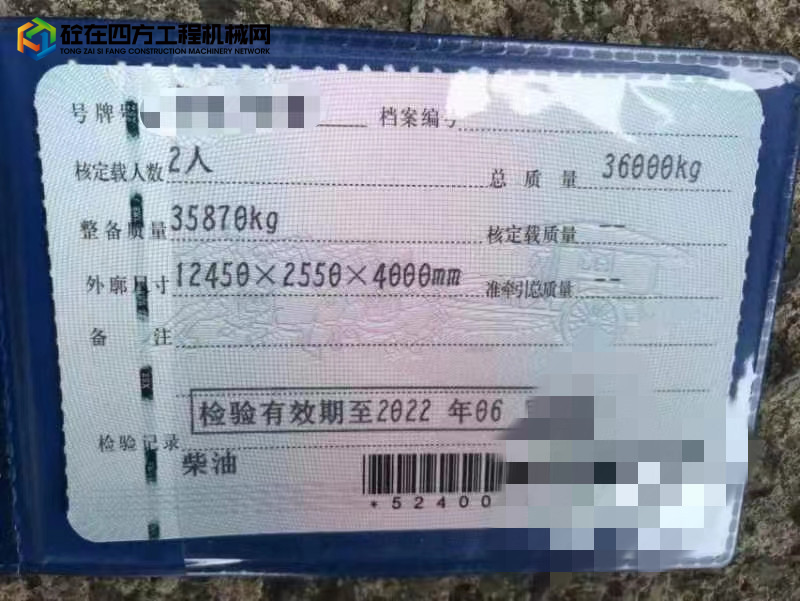 砼在四方工程机械网
TONG ZAI SI FANG CONSTRUCTION MACHINERY NETWORK
号牌号 档案编号
核定载人数 2人 总质量 36000kg
整备质量 35870kg 核定载质量 --
外廓尺寸 12450×2550×4000mm 准牵引总质量 --
备注
检验有效期至2022 年06
检验记录
柴油
*52400